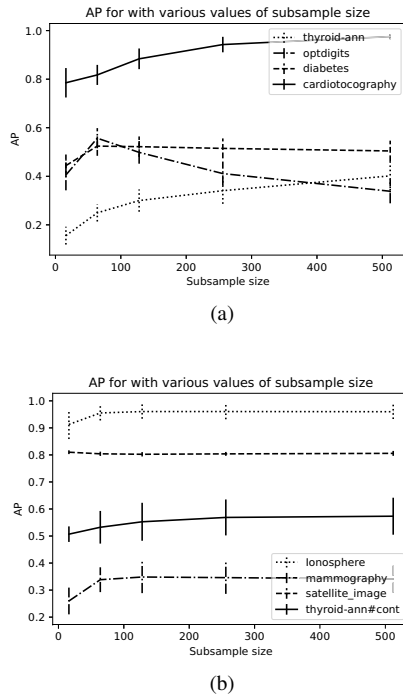 AP for with various values of subsample size
1.0
0.8
0.6
0.4
0.2
AP
thyroid-ann
optdigits
diabetes
cardiotocography
0 100 200 300 400 500
Subsample size
(a)
AP for with various values of subsample size
1.0
0.9
0.8
0.7
0.6
0.5
0.4
0.3
0.2
AP
Ionosphere
mammography
satellite_image
thyroid-ann#cont
0 100 200 300 400 500
Subsample size
(b)